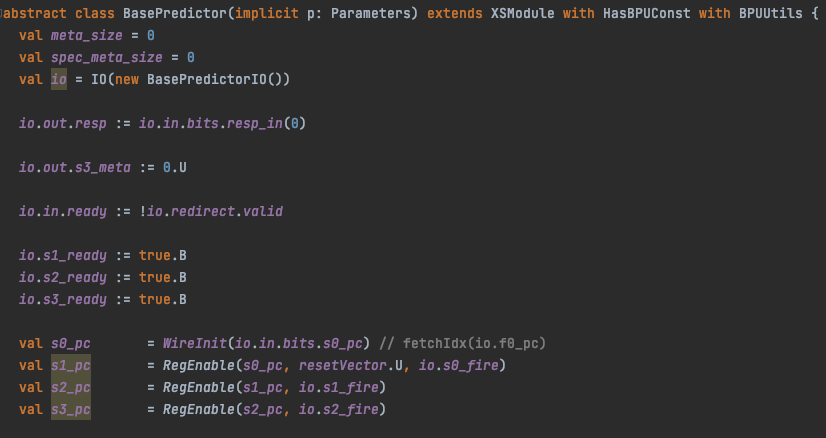 abstract class BasePredictor(implicit p: Parameters) extends XSModule with HasBPUConst with BPUUtils {
  val meta_size = 0
  val spec_meta_size = 0
  val io = IO(new BasePredictorIO())

  io.out.resp := io.in.bits.resp_in(0)

  io.out.s3_meta := 0.U

  io.in.ready := !io.redirect.valid

  io.s1_ready := true.B
  io.s2_ready := true.B
  io.s3_ready := true.B

  val s0_pc       = WireInit(io.in.bits.s0_pc) // fetchIdx(io.f0_pc)
  val s1_pc       = RegEnable(s0_pc, resetVector.U, io.s0_fire)
  val s2_pc       = RegEnable(s1_pc, io.s1_fire)
  val s3_pc       = RegEnable(s2_pc, io.s2_fire)